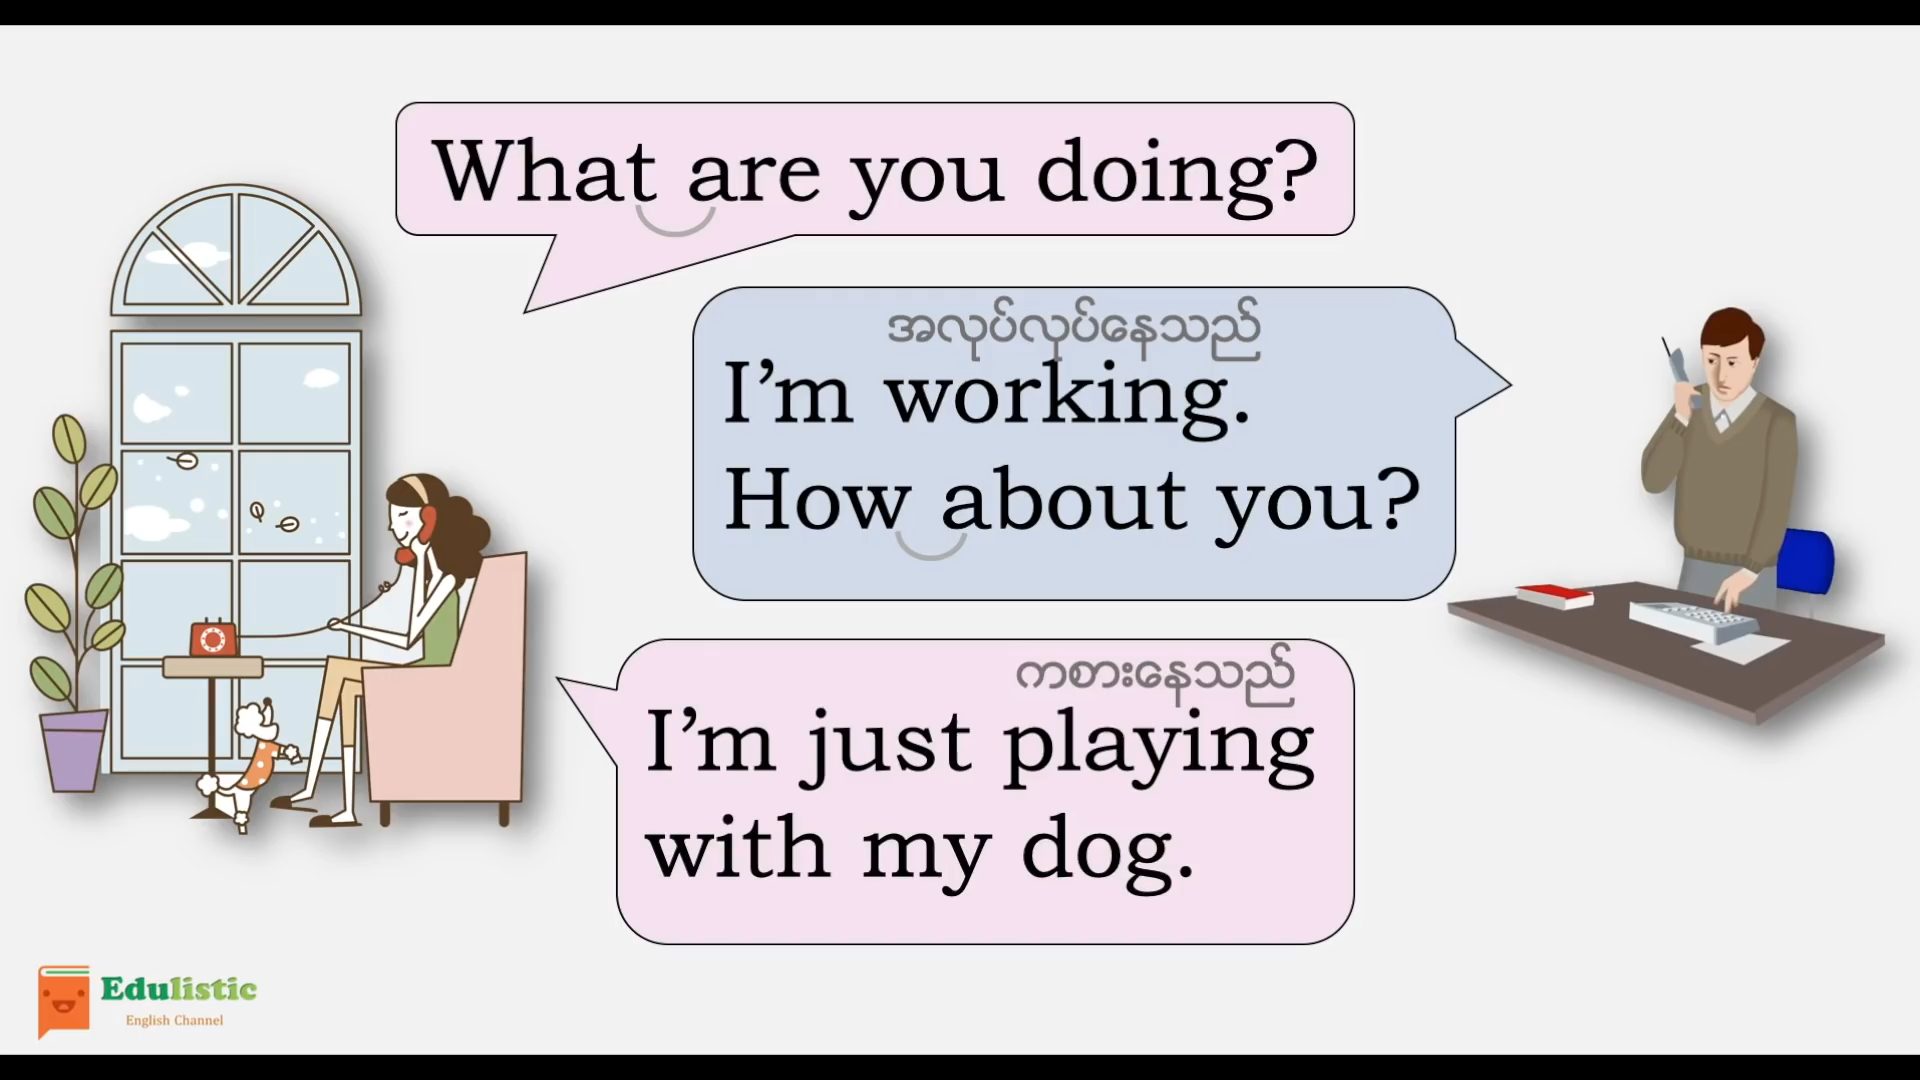 What are you doing?
အလုပ်လုပ်နေသည်
I’m working.
How about you?
ကစားနေသည်
I’m just playing
with my dog.
Edulistic
English Channel